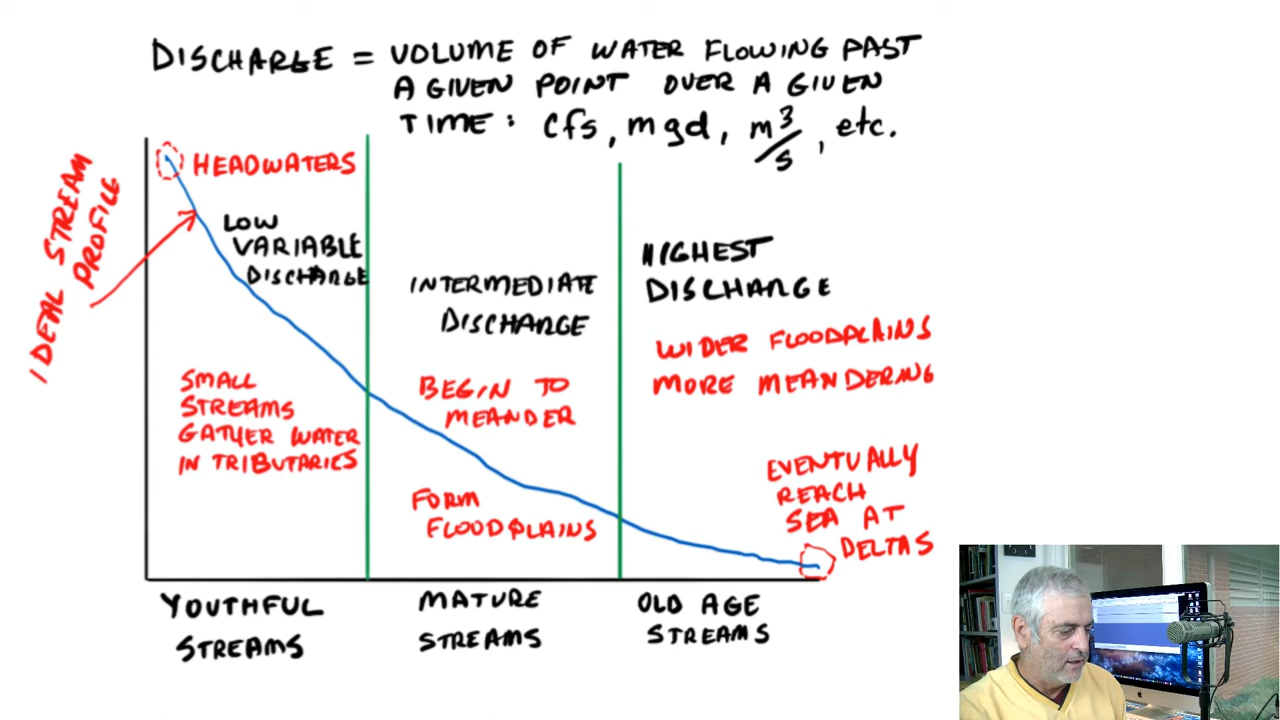 DISCHARGE = VOLUME OF WATER FLOWING PAST
A GIVEN POINT OVER A GIVEN
TIME: cfs, mgd, m3/s, etc.
IDEAL STREAM
PROFILE
HEADWATERS
LOW
VARIABLE
DISCHARGE
SMALL
STREAMS
GATHER WATER
IN TRIBUTARIES
INTERMEDIATE
DISCHARGE
BEGIN TO
MEANDER
FORM
FLOODPLAINS
HIGHEST
DISCHARGE
WIDER FLOODPLAINS
MORE MEANDERING
EVENTUALLY
REACH
SEA AT
DELTAS
YOUTHFUL
STREAMS
MATURE
STREAMS
OLD AGE
STREAMS